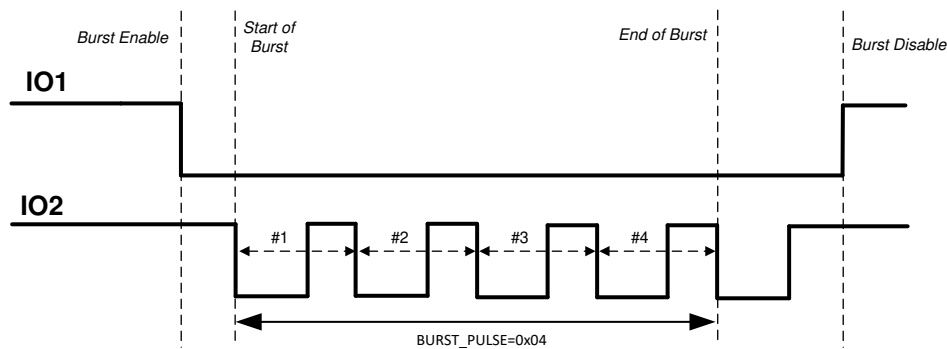 Burst Enable
Start of
Burst
End of Burst
Burst Disable
IO1
IO2
#1
#2
#3
#4
BURST_PULSE=0x04